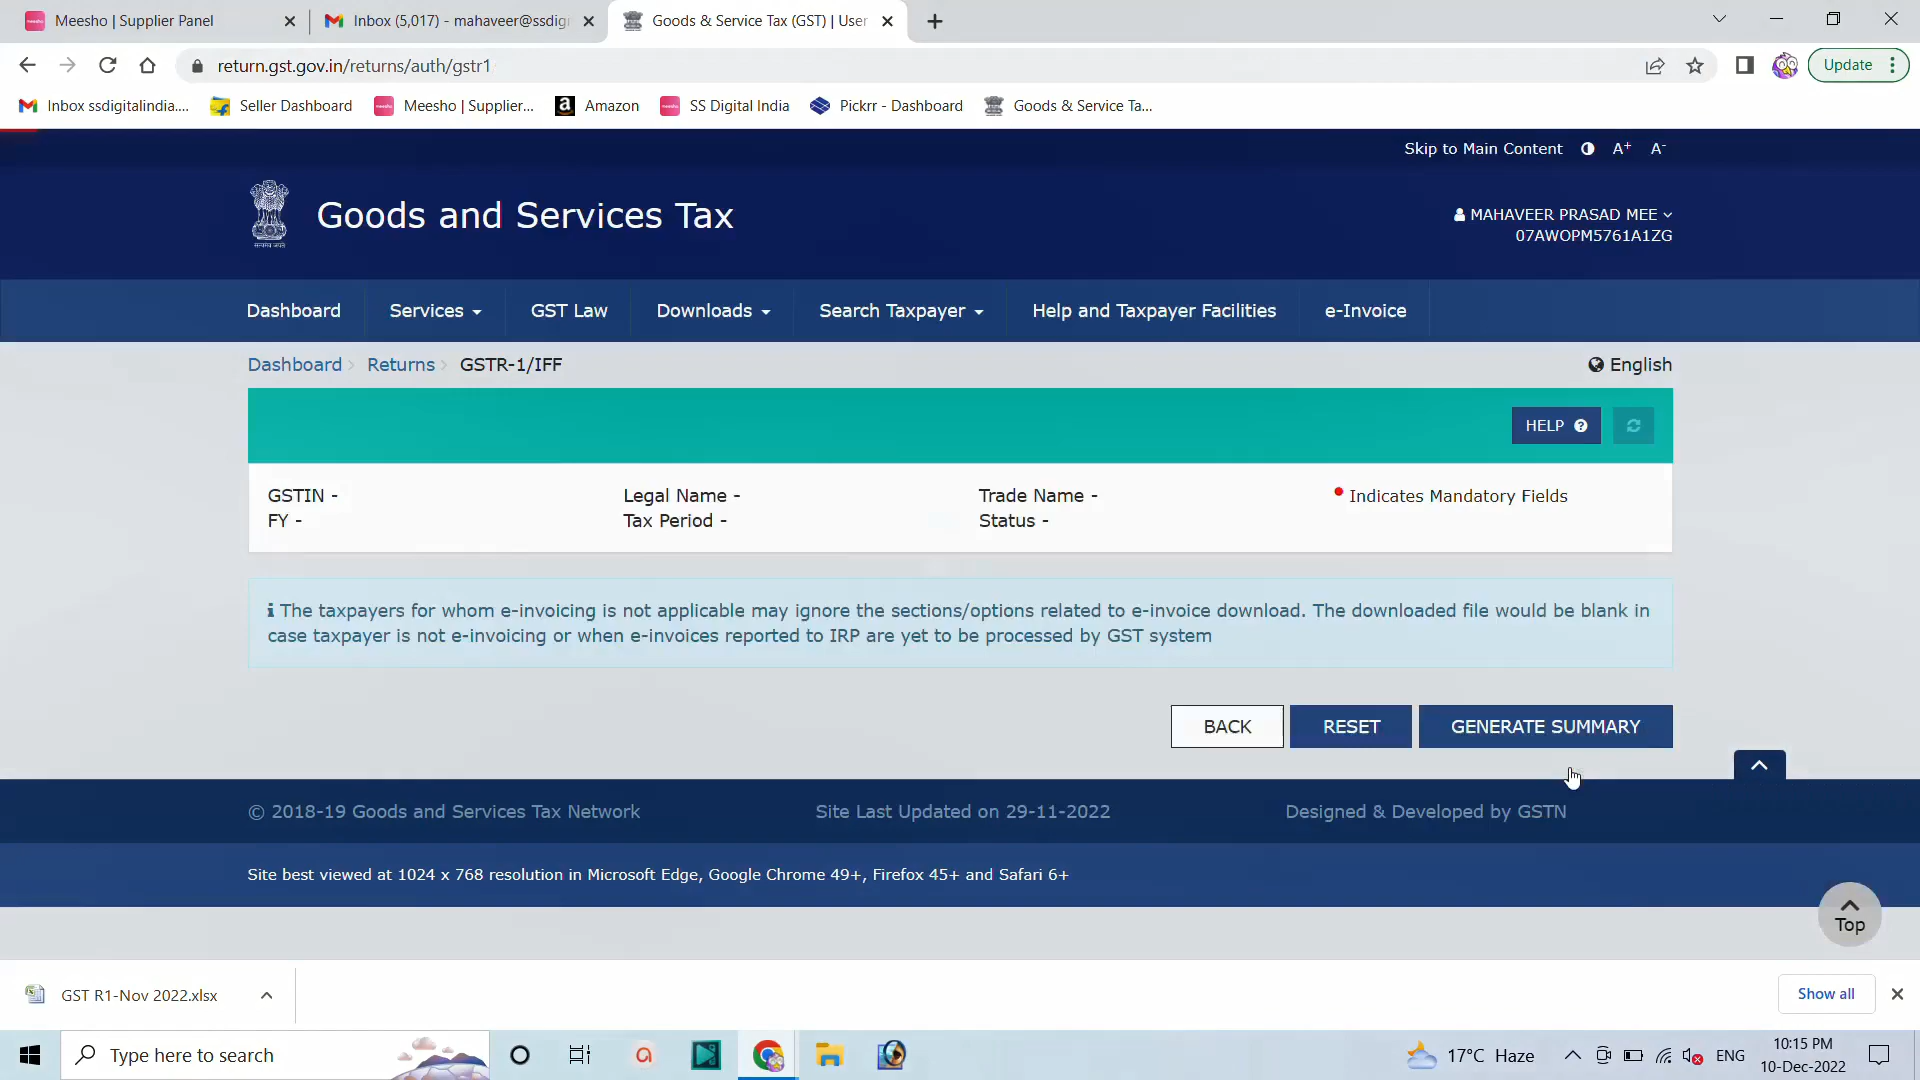 Meesho | Supplier Panel
Inbox (5,017) - mahaveer@ssdigi
Goods & Service Tax (GST) | User
return.gst.gov.in/returns/auth/gstr1
Update
Inbox ssdigitalindia....
Seller Dashboard
Meesho | Supplier...
Amazon
SS Digital India
Pickrr - Dashboard
Goods & Service Ta...
Skip to Main Content
A+
A-
Goods and Services Tax
MAHAVEER PRASAD MEE
07AWOPM5761A1ZG
Dashboard
Services
GST Law
Downloads
Search Taxpayer
Help and Taxpayer Facilities
e-Invoice
Dashboard
Returns
GSTR-1/IFF
English
HELP
GSTIN -
Legal Name -
Trade Name -
Indicates Mandatory Fields
FY -
Tax Period -
Status -
The taxpayers for whom e-invoicing is not applicable may ignore the sections/options related to e-invoice download. The downloaded file would be blank in
case taxpayer is not e-invoicing or when e-invoices reported to IRP are yet to be processed by GST system
BACK
RESET
GENERATE SUMMARY
© 2018-19 Goods and Services Tax Network
Site Last Updated on 29-11-2022
Designed & Developed by GSTN
Site best viewed at 1024 x 768 resolution in Microsoft Edge, Google Chrome 49+, Firefox 45+ and Safari 6+
Top
GST R1-Nov 2022.xlsx
Show all
Type here to search
17°C Haze
ENG
10:15 PM
10-Dec-2022